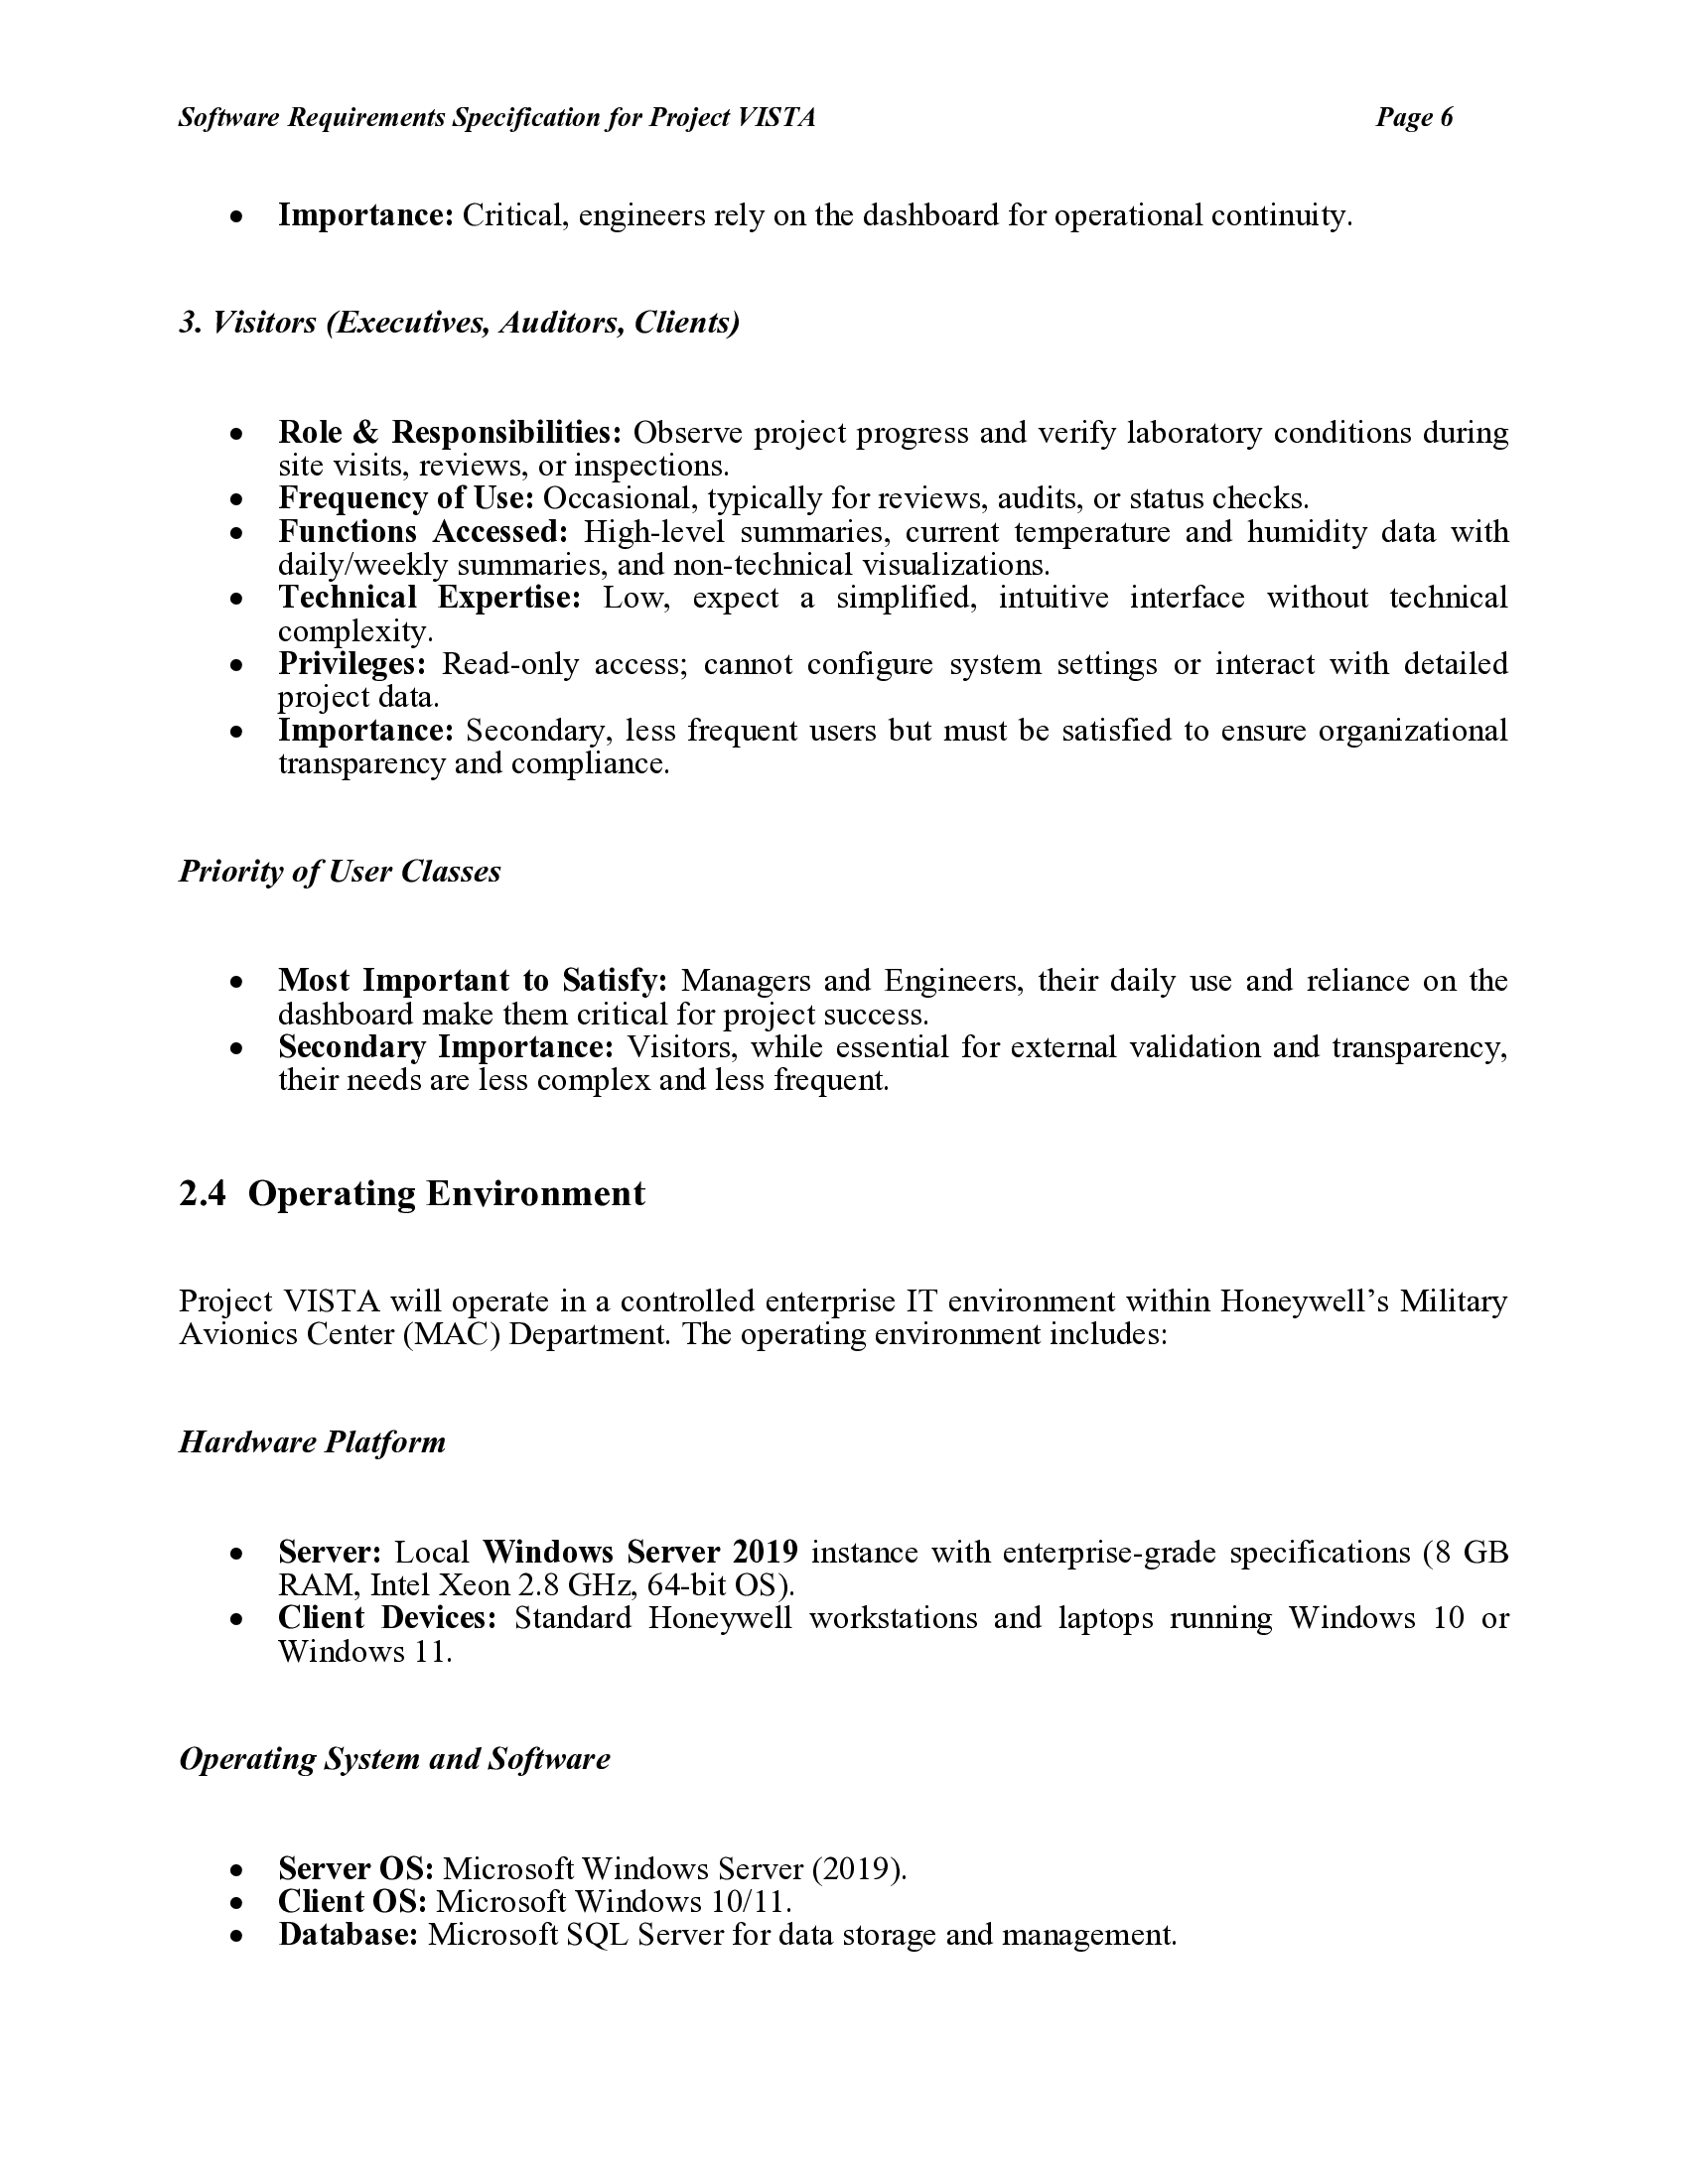 Software Requirements Specification for Project VISTA Page 6
• Importance: Critical, engineers rely on the dashboard for operational continuity.
3. Visitors (Executives, Auditors, Clients)
• Role & Responsibilities: Observe project progress and verify laboratory conditions during
site visits, reviews, or inspections.
• Frequency of Use: Occasional, typically for reviews, audits, or status checks.
• Functions Accessed: High-level summaries, current temperature and humidity data with
daily/weekly summaries, and non-technical visualizations.
• Technical Expertise: Low, expect a simplified, intuitive interface without technical
complexity.
• Privileges: Read-only access; cannot configure system settings or interact with detailed
project data.
• Importance: Secondary, less frequent users but must be satisfied to ensure organizational
transparency and compliance.
Priority of User Classes
• Most Important to Satisfy: Managers and Engineers, their daily use and reliance on the
dashboard make them critical for project success.
• Secondary Importance: Visitors, while essential for external validation and transparency,
their needs are less complex and less frequent.
2.4 Operating Environment
Project VISTA will operate in a controlled enterprise IT environment within Honeywell’s Military
Avionics Center (MAC) Department. The operating environment includes:
Hardware Platform
• Server: Local Windows Server 2019 instance with enterprise-grade specifications (8 GB
RAM, Intel Xeon 2.8 GHz, 64-bit OS).
• Client Devices: Standard Honeywell workstations and laptops running Windows 10 or
Windows 11.
Operating System and Software
• Server OS: Microsoft Windows Server (2019).
• Client OS: Microsoft Windows 10/11.
• Database: Microsoft SQL Server for data storage and management.